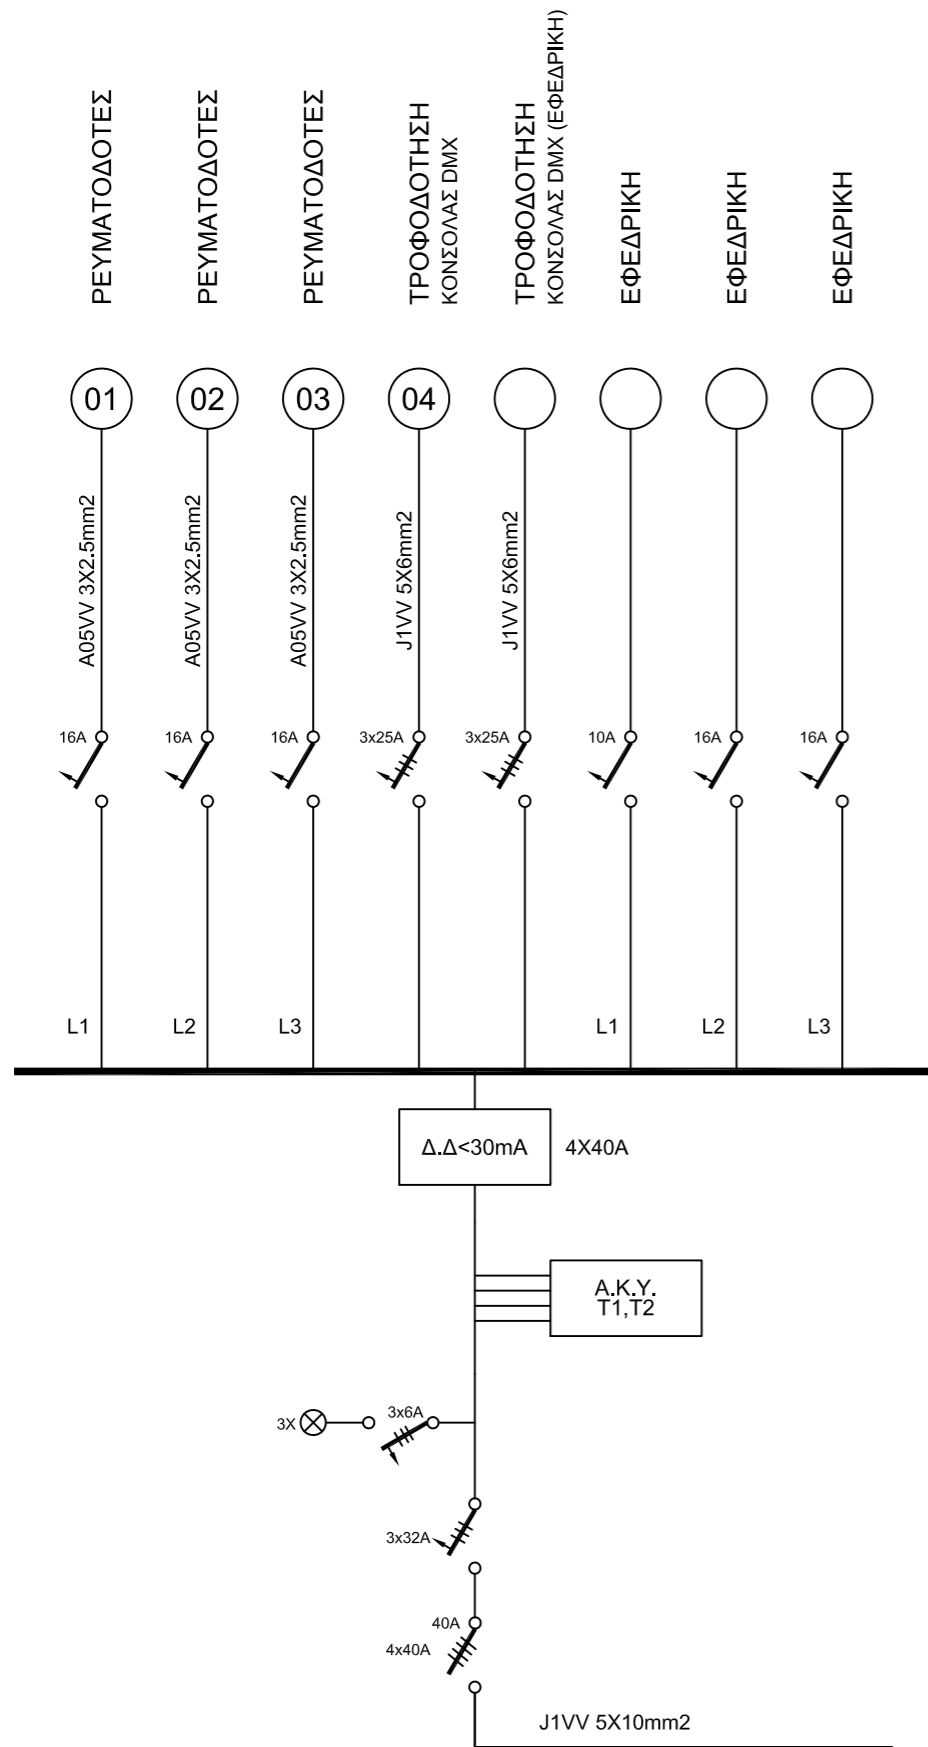 ΡΕΥΜΑΤΟΔΟΤΕΣ
ΡΕΥΜΑΤΟΔΟΤΕΣ
ΡΕΥΜΑΤΟΔΟΤΕΣ
ΤΡΟΦΟΔΟΤΗΣΗ
ΚΟΝΣΟΛΑΣ DMX
ΤΡΟΦΟΔΟΤΗΣΗ
ΚΟΝΣΟΛΑΣ DMX (ΕΦΕΔΡΙΚΗ)
ΕΦΕΔΡΙΚΗ
ΕΦΕΔΡΙΚΗ
ΕΦΕΔΡΙΚΗ
01
02
03
04
A05VV 3X2.5mm2
A05VV 3X2.5mm2
A05VV 3X2.5mm2
J1VV 5X6mm2
J1VV 5X6mm2
16A
16A
16A
3x25A
3x25A
10A
16A
16A
L1
L2
L3
L1
L2
L3
Δ.Δ<30mA
4X40A
Α.Κ.Υ.
T1,T2
3X
3x6A
3x32A
40A
4x40A
J1VV 5X10mm2